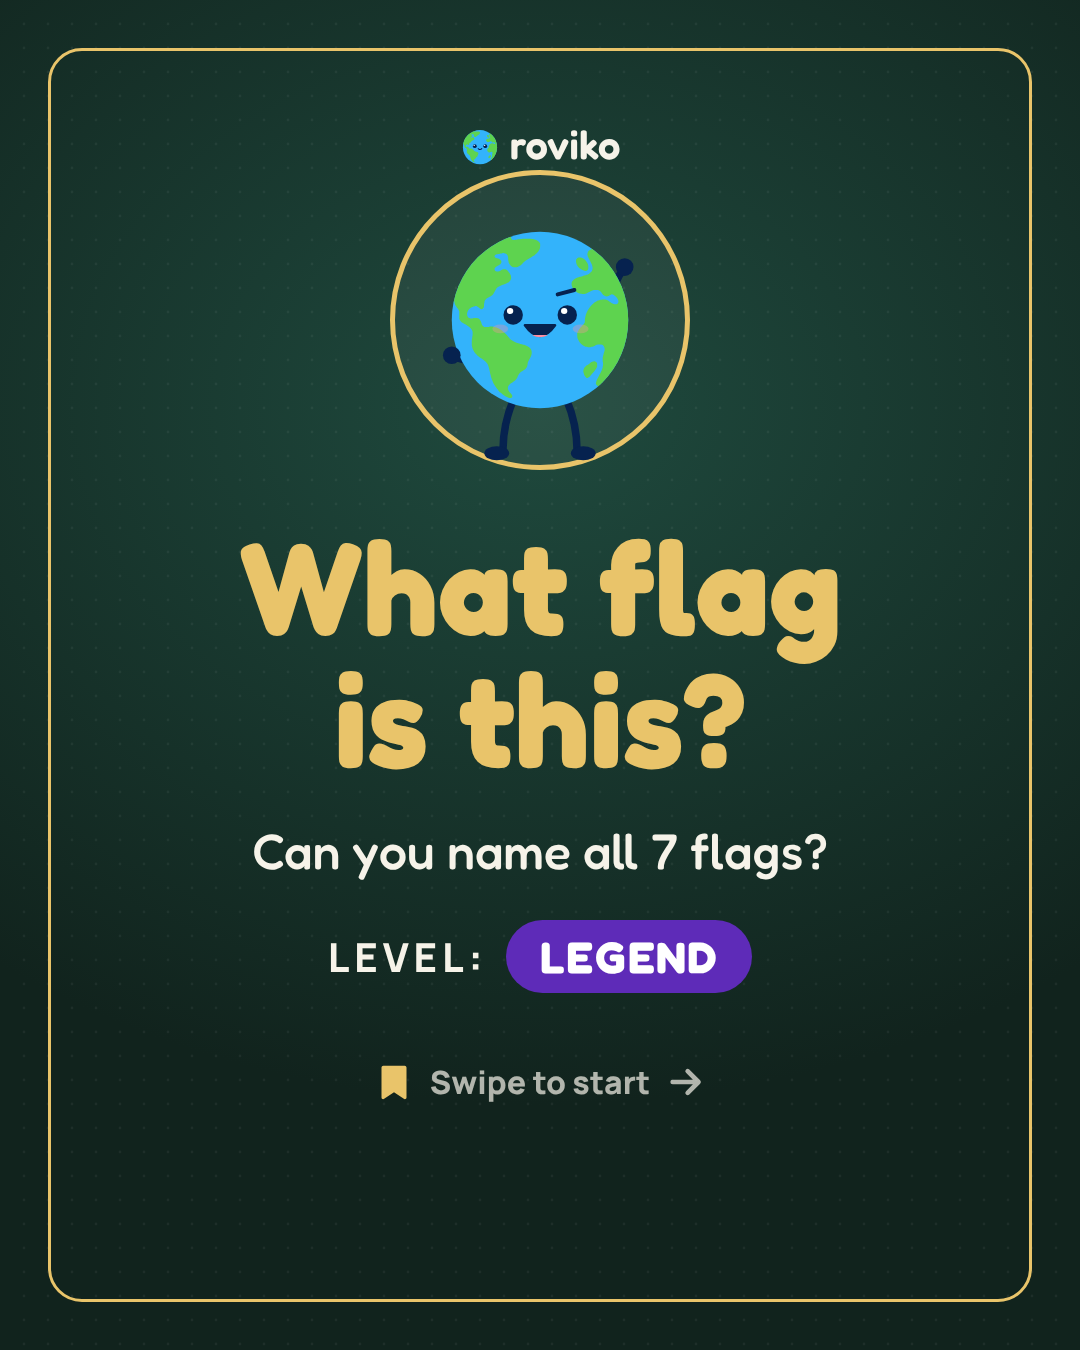 roviko
What flag
is this?
Can you name all 7 flags?
LEVEL: LEGEND
Swipe to start →